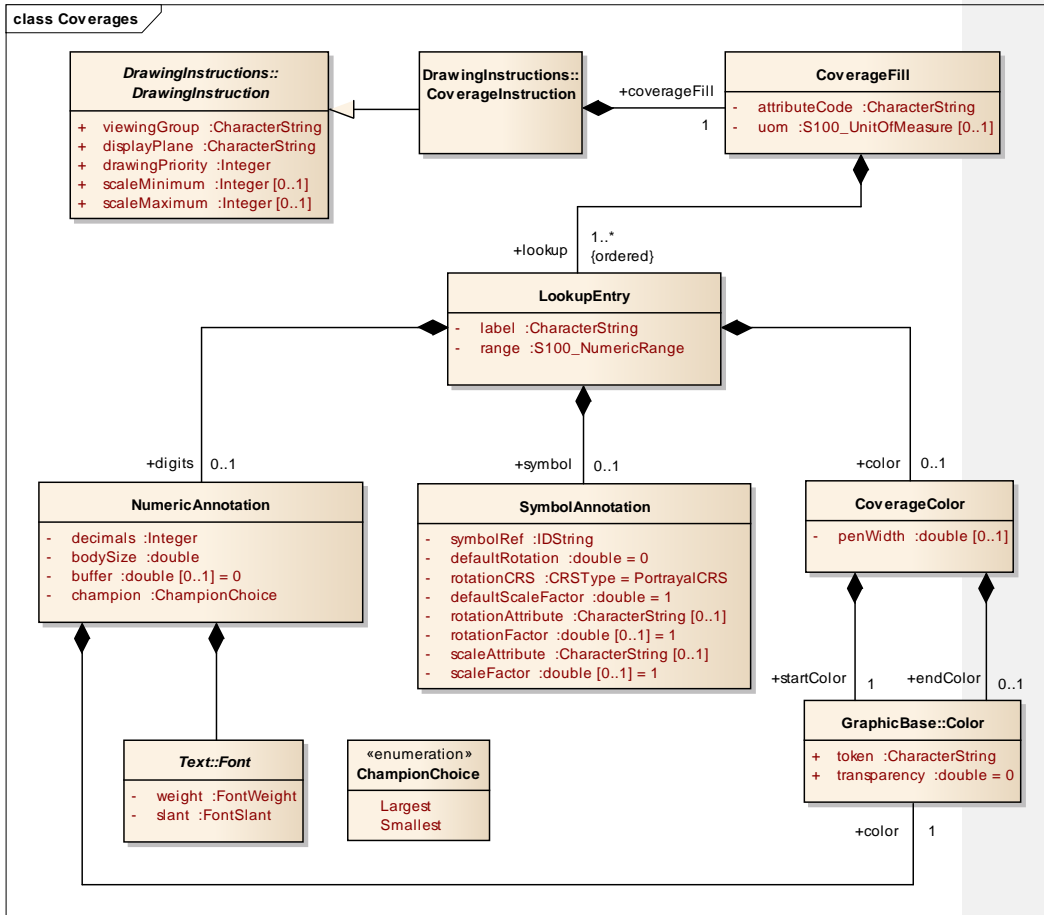 class Coverages
DrawingInstructions::
DrawingInstruction
+ viewingGroup :CharacterString
+ displayPlane :CharacterString
+ drawingPriority :Integer
+ scaleMinimum :Integer [0..1]
+ scaleMaximum :Integer [0..1]
DrawingInstructions::
CoverageInstruction
+coverageFill
1
CoverageFill
- attributeCode :CharacterString
- uom :S100_UnitOfMeasure [0..1]
+lookup
1..*
{ordered}
LookupEntry
- label :CharacterString
- range :S100_NumericRange
+digits
0..1
+symbol
0..1
+color
0..1
NumericAnnotation
- decimals :Integer
- bodySize :double
- buffer :double [0..1] = 0
- champion :ChampionChoice
SymbolAnnotation
- symbolRef :IDString
- defaultRotation :double = 0
- rotationCRS :CRSType = PortrayalCRS
- defaultScaleFactor :double = 1
- rotationAttribute :CharacterString [0..1]
- rotationFactor :double [0..1] = 1
- scaleAttribute :CharacterString [0..1]
- scaleFactor :double [0..1] = 1
CoverageColor
- penWidth :double [0..1]
+startColor
1
+endColor
0..1
Text::Font
- weight :FontWeight
- slant :FontSlant
«enumeration»
ChampionChoice
Largest
Smallest
GraphicBase::Color
+ token :CharacterString
+ transparency :double = 0
+color
1